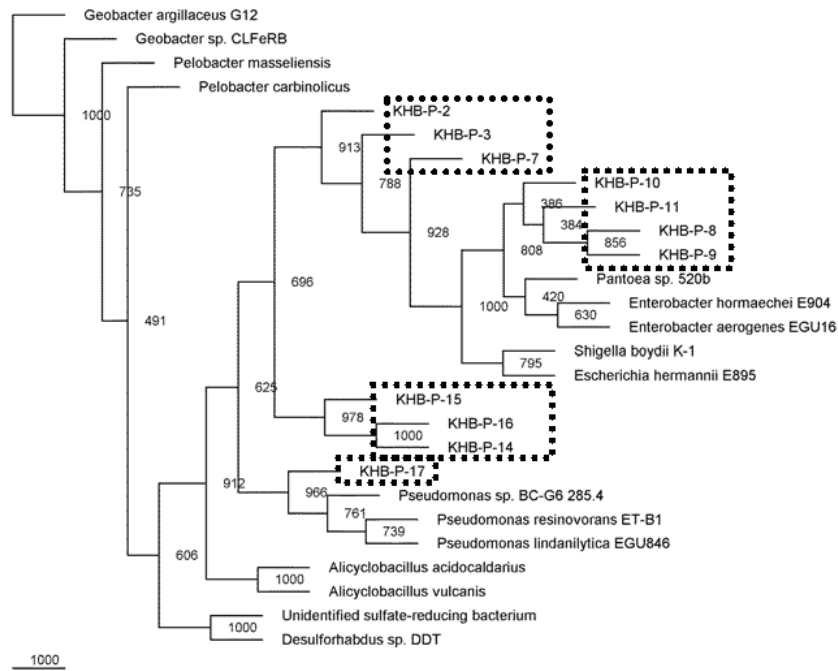 Geobacter argillaceus G12
Geobacter sp. CLFeRB
Pelobacter masseliensis
1000
Pelobacter carbinolicus
KHB-P-2
KHB-P-3
913
KHB-P-7
788
735
KHB-P-10
386
KHB-P-11
384
KHB-P-8
928
856
808
KHB-P-9
Pantoea sp. 520b
696
420
1000
Enterobacter hormaechei E904
630
491
Enterobacter aerogenes EGU16
Shigella boydii K-1
795
Escherichia hermannii E895
625
KHB-P-15
978
KHB-P-16
1000
KHB-P-14
KHB-P-17
912
966
Pseudomonas sp. BC-G6 285.4
761
Pseudomonas resinovorans ET-B1
739
Pseudomonas lindanilytica EGU846
606
Alicyclobacillus acidocaldarius
1000
Alicyclobacillus vulcanis
Unidentified sulfate-reducing bacterium
1000
Desulforhabdus sp. DDT
1000